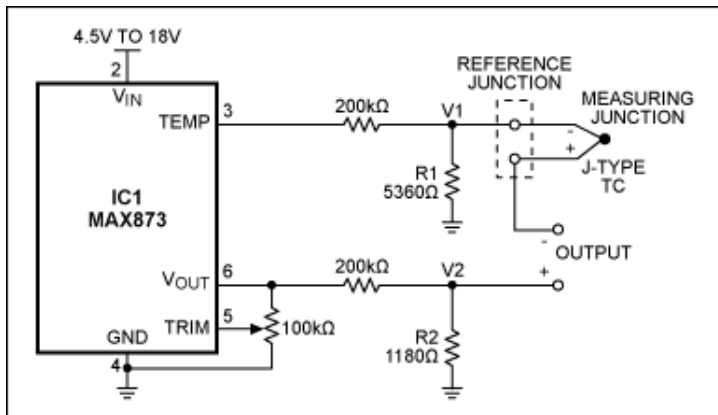 4.5V TO 18V
2
VIN
TEMP
3
200kΩ
V1
REFERENCE
JUNCTION
MEASURING
JUNCTION
-
+
J-TYPE
TC
R1
5360Ω
IC1
MAX873
-
OUTPUT
+
VOUT
6
200kΩ
V2
TRIM
5
100kΩ
R2
1180Ω
GND
4